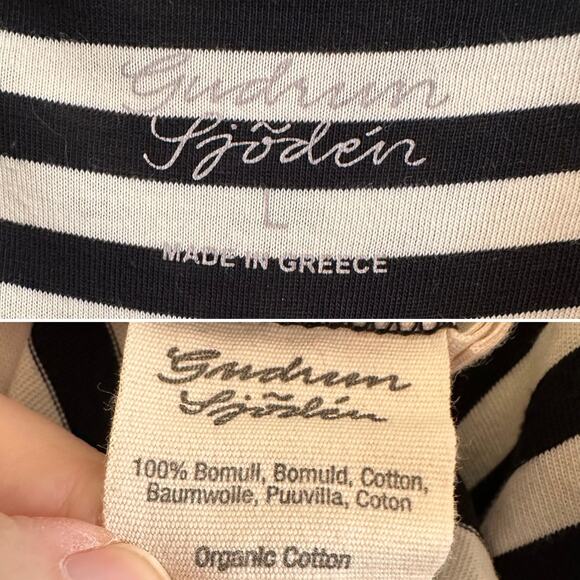 Gudrun
Sjödén
L
MADE IN GREECE
Gudrun
Sjödén
100% Bomull, Bomuld, Cotton,
Baumwolle, Puuvilla, Coton
Organic Cotton